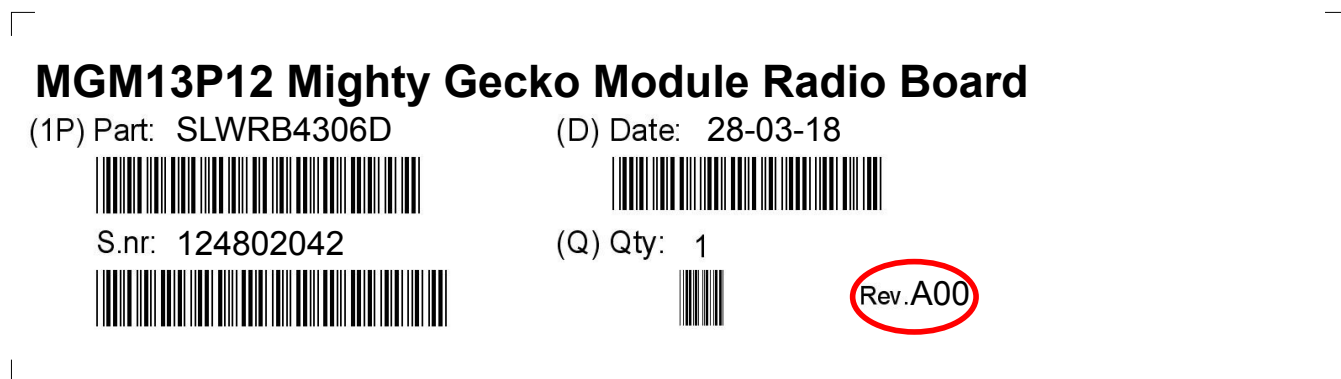 MGM13P12 Mighty Gecko Module Radio Board
(1P) Part: SLWRB4306D
(D) Date: 28-03-18
S.nr: 124802042
(Q) Qty: 1
Rev.A00